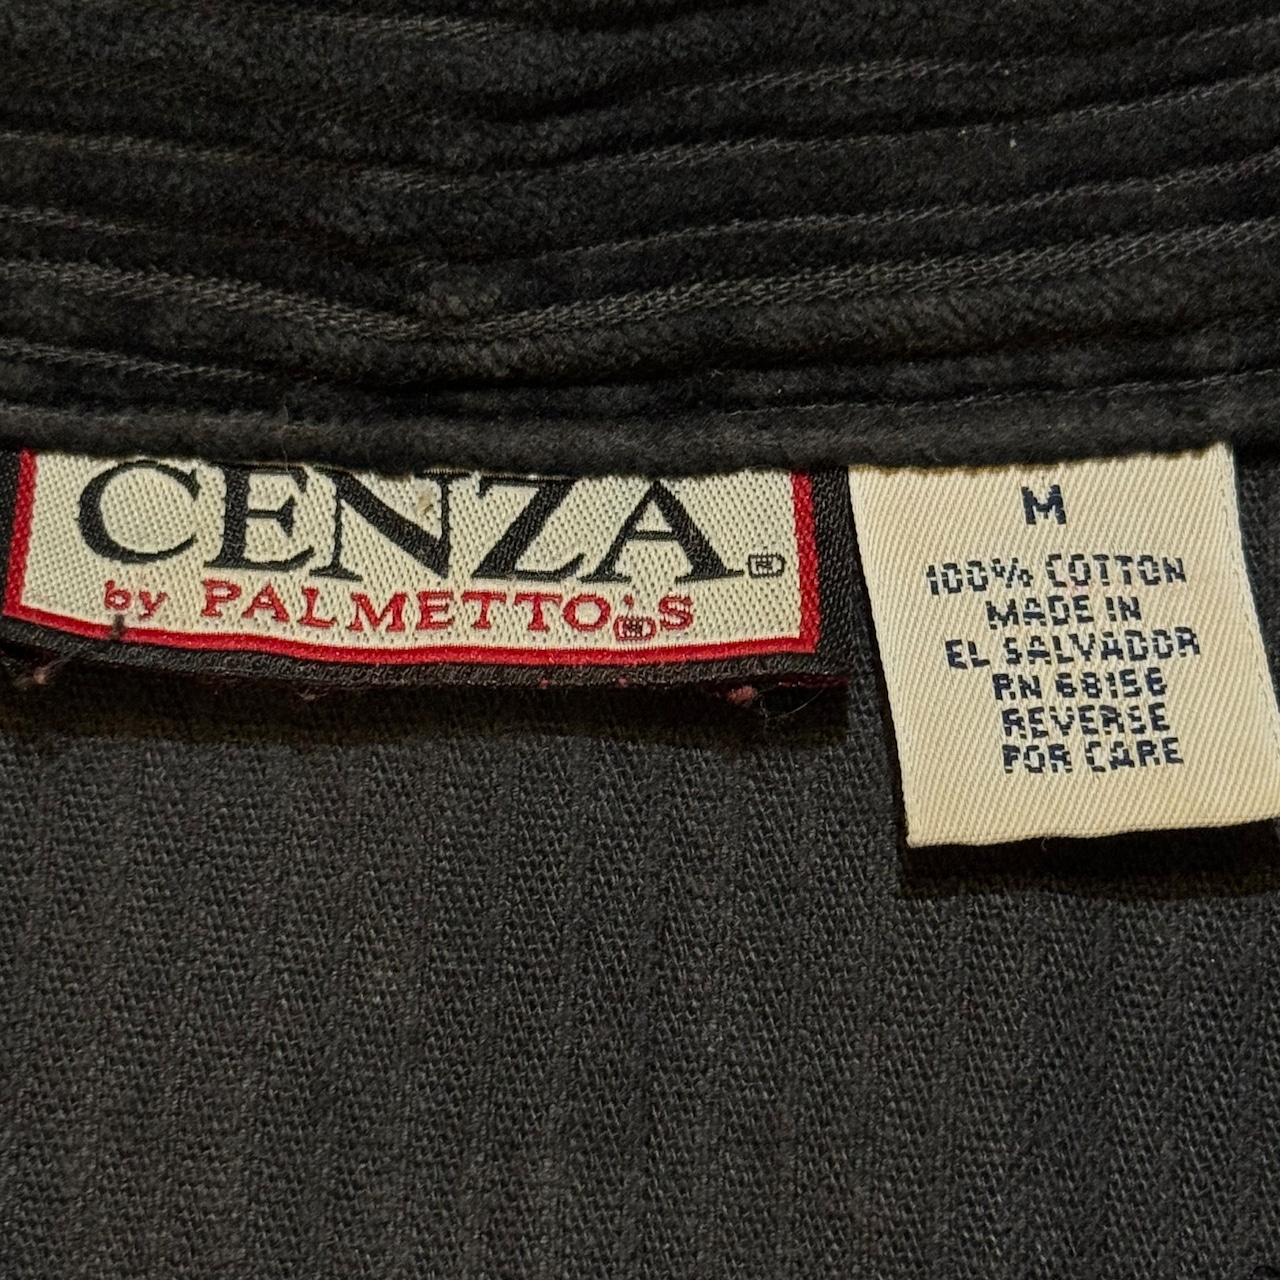 CENZA®
by PALMETTO'S®
M
100% COTTON
MADE IN
EL SALVADOR
RN 68156
REVERSE
FOR CARE